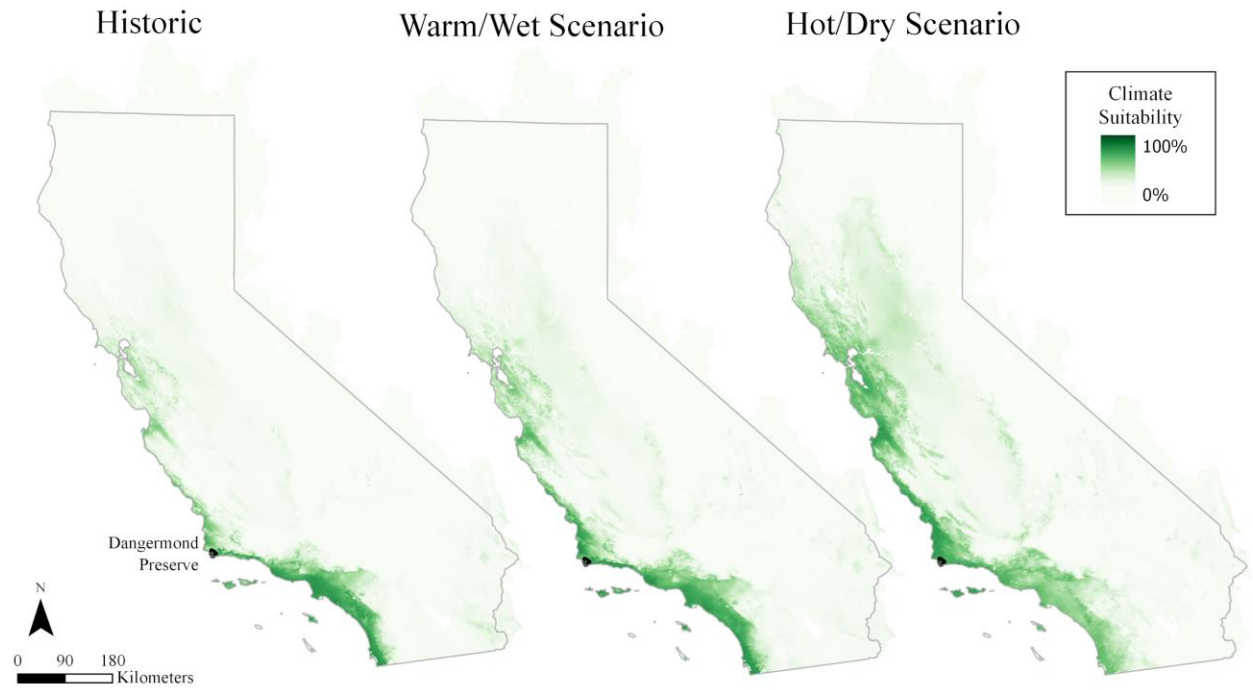 Historic
Warm/Wet Scenario
Hot/Dry Scenario
Climate
Suitability
100%
0%
Dangermond
Preserve
N
0 90 180
Kilometers